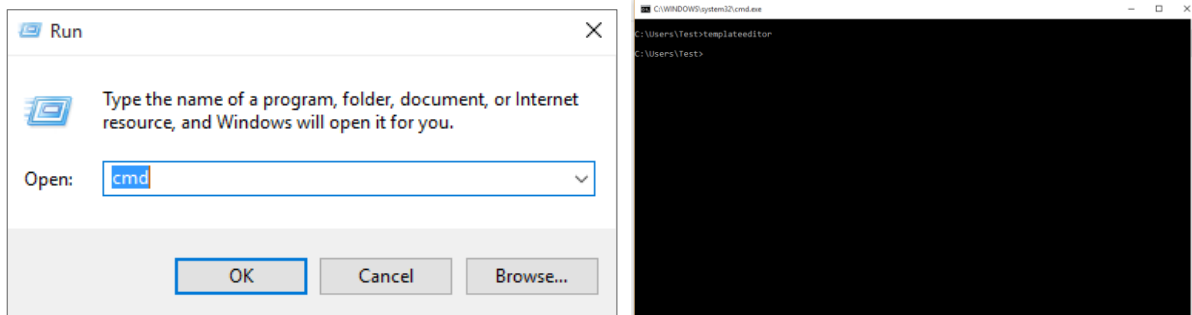 Run
Type the name of a program, folder, document, or Internet
resource, and Windows will open it for you.
Open:
cmd
OK
Cancel
Browse...
C:\WINDOWS\system32\cmd.exe
C:\Users\Test>templateeditor
C:\Users\Test>